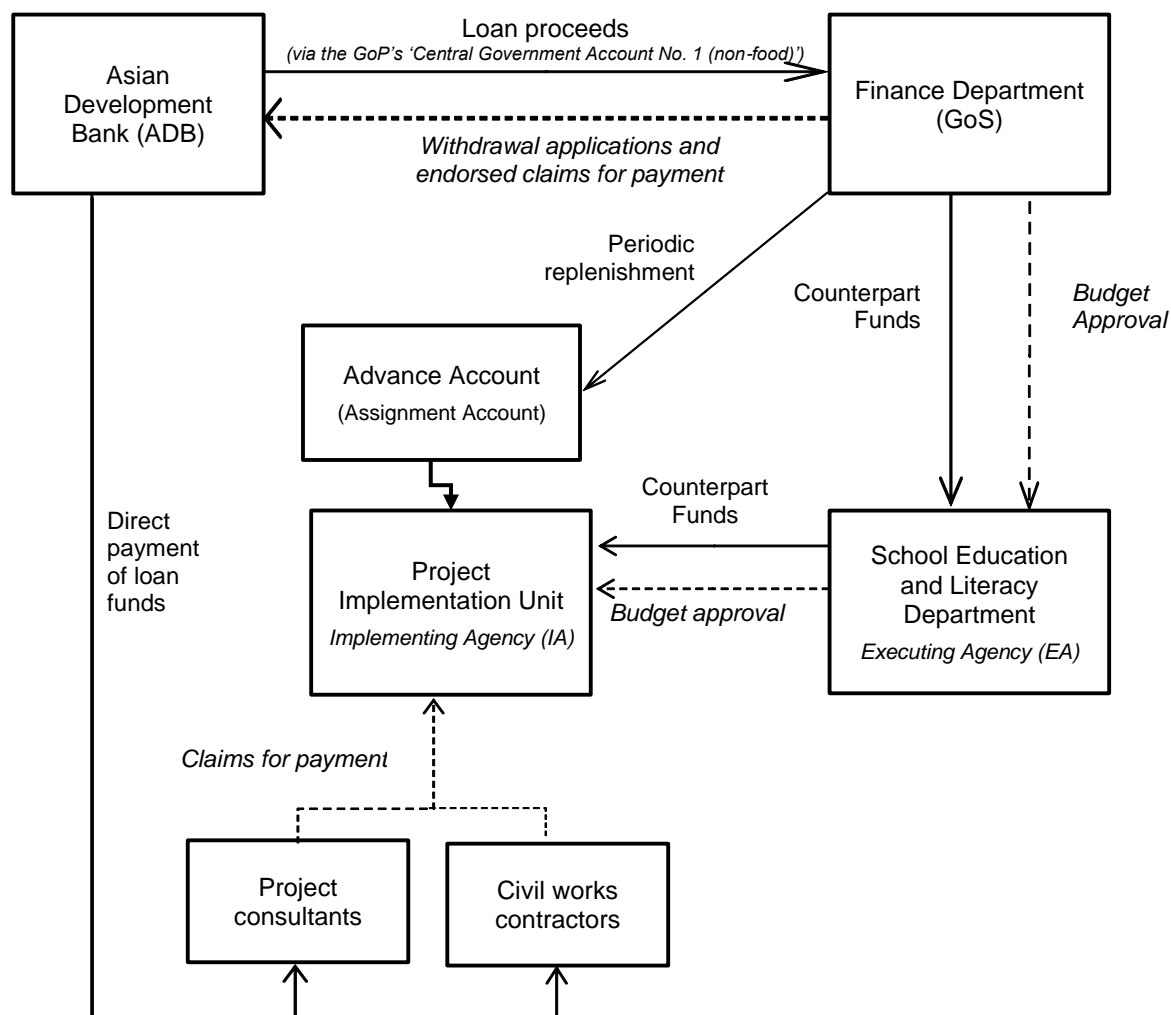 Loan proceeds
(via the GoP’s ‘Central Government Account No. 1 (non-food)’)
Asian
Development
Bank (ADB)
Finance Department
(GoS)
Withdrawal applications and
endorsed claims for payment
Periodic
replenishment
Counterpart
Funds
Budget
Approval
Advance Account
(Assignment Account)
Counterpart
Funds
Direct
payment
of loan
funds
Project
Implementation Unit
Implementing Agency (IA)
Budget approval
School Education
and Literacy
Department
Executing Agency (EA)
Claims for payment
Project
consultants
Civil works
contractors